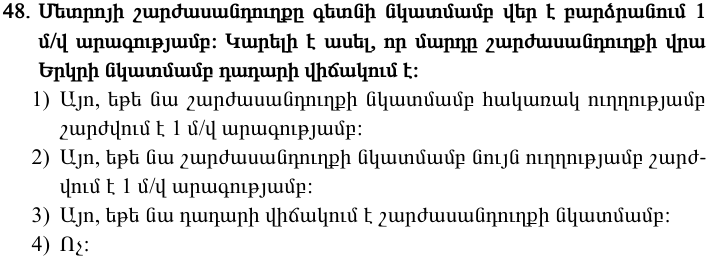 48. Մետրոյի շարժասանդուղքը գետնի նկատմամբ վեր է բարձրանում 1
մ/վ արագությամբ: Կարելի է ասել, որ մարդը շարժասանդուղքի վրա
Երկրի նկատմամբ դադարի վիճակում է:
1) Այո, եթե նա շարժասանդուղքի նկատմամբ հակառակ ուղղությամբ
շարժվում է 1 մ/վ արագությամբ:
2) Այո, եթե նա շարժասանդուղքի նկատմամբ նույն ուղղությամբ շարժ-
վում է 1 մ/վ արագությամբ:
3) Այո, եթե նա դադարի վիճակում է շարժասանդուղքի նկատմամբ:
4) Ոչ: